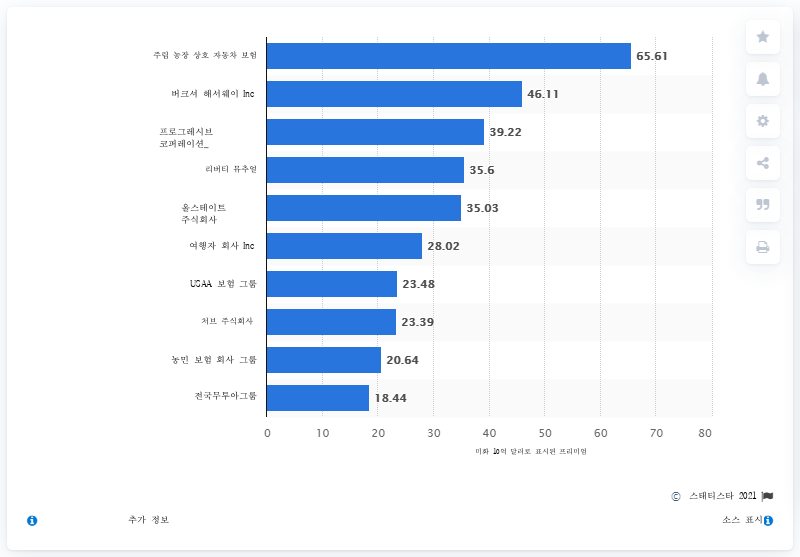 주립 농장 상호 자동차 보험
65.61
버크셔 해서웨이 Inc
46.11
프로그레시브
코퍼레이션_
39.22
리버티 뮤추얼
35.6
올스테이트
주식회사
35.03
여행자 회사 Inc
28.02
USAA 보험 그룹
23.48
처브 주식회사
23.39
농민 보험 회사 그룹
20.64
전국무투아그룹
18.44
0 10 20 30 40 50 60 70 80
미화 10억 달러로 표시된 프리미엄
© 스태티스타 2021
추가 정보
소스 표시